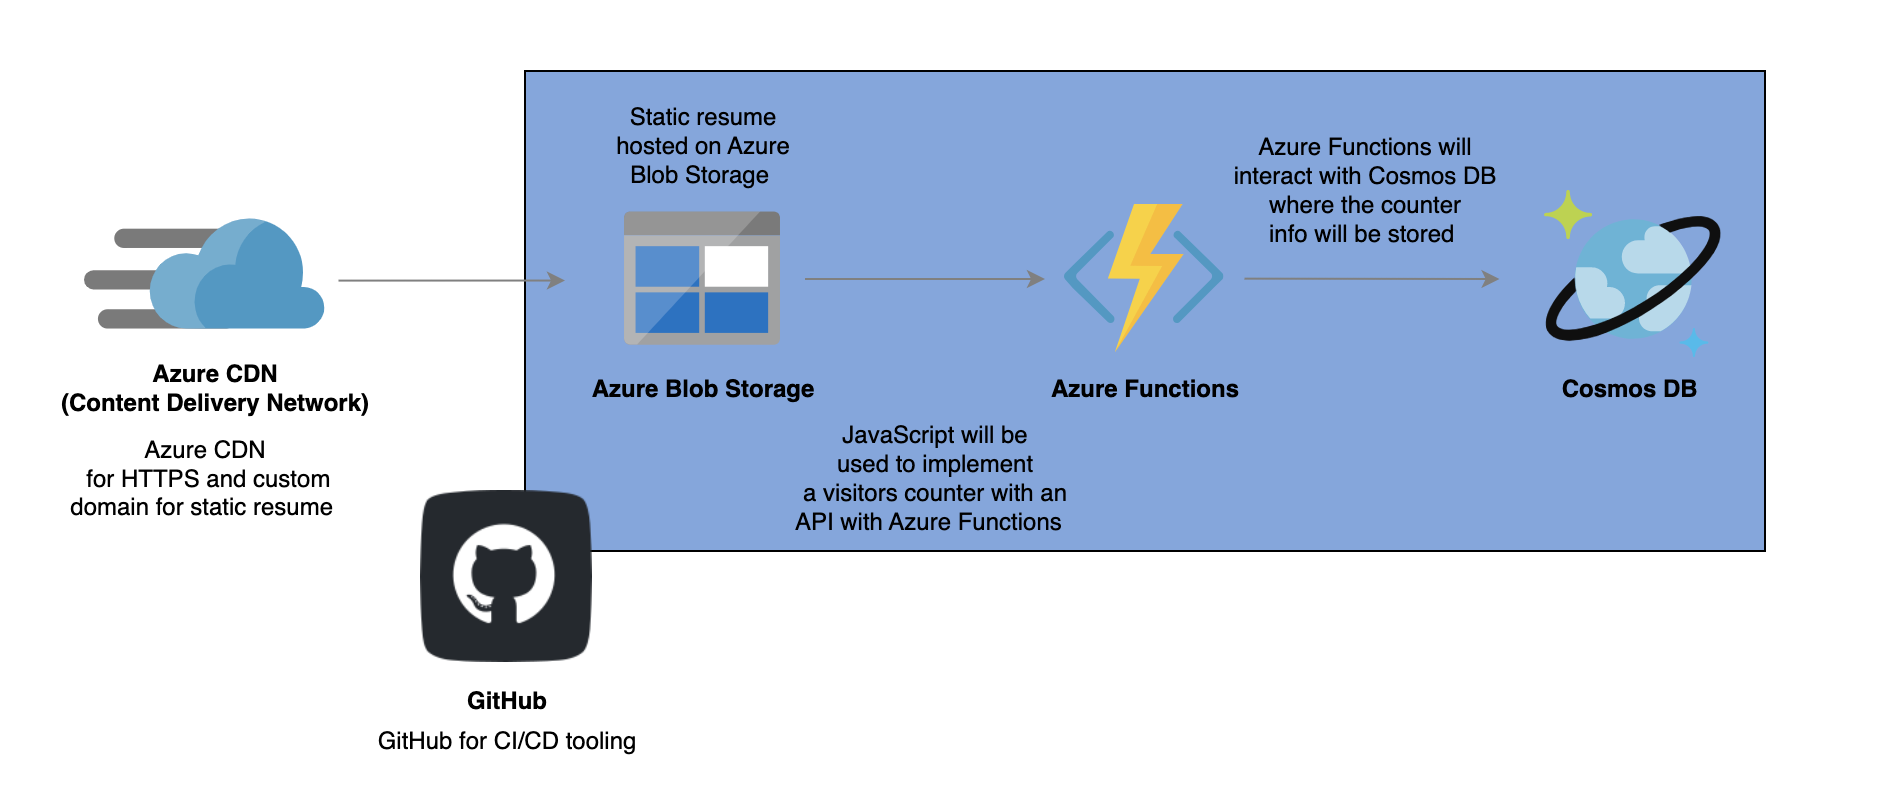 Static resume
hosted on Azure
Blob Storage
Azure Functions will
interact with Cosmos DB
where the counter
info will be stored
Azure CDN
(Content Delivery Network)
Azure CDN
for HTTPS and custom
domain for static resume
Azure Blob Storage
Azure Functions
Cosmos DB
JavaScript will be
used to implement
a visitors counter with an
API with Azure Functions
GitHub
GitHub for CI/CD tooling